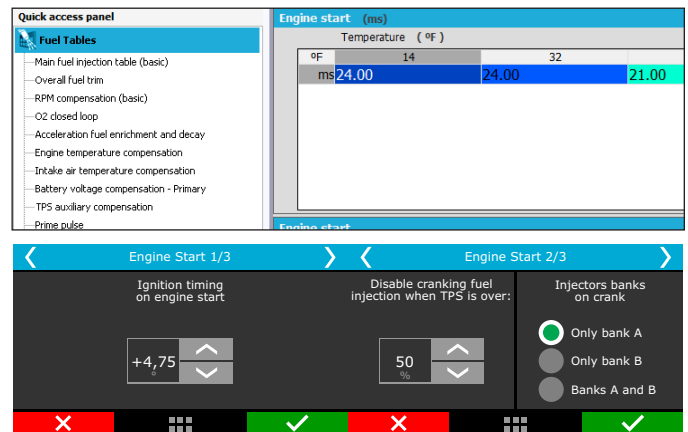 Quick access panel
Fuel Tables
Main fuel injection table (basic)
Overall fuel trim
RPM compensation (basic)
O2 closed loop
Acceleration fuel enrichment and decay
Engine temperature compensation
Intake air temperature compensation
Battery voltage compensation - Primary
TPS auxiliary compensation
Prime pulse
Engine start (ms)
Temperature ( ºF )
ºF 14 32
ms 24.00 24.00 21.00
Engine start
Engine Start 1/3
Ignition timing
on engine start
+4,75
°
Engine Start 2/3
Disable cranking fuel
injection when TPS is over:
50
%
Injectors banks
on crank
Only bank A
Only bank B
Banks A and B